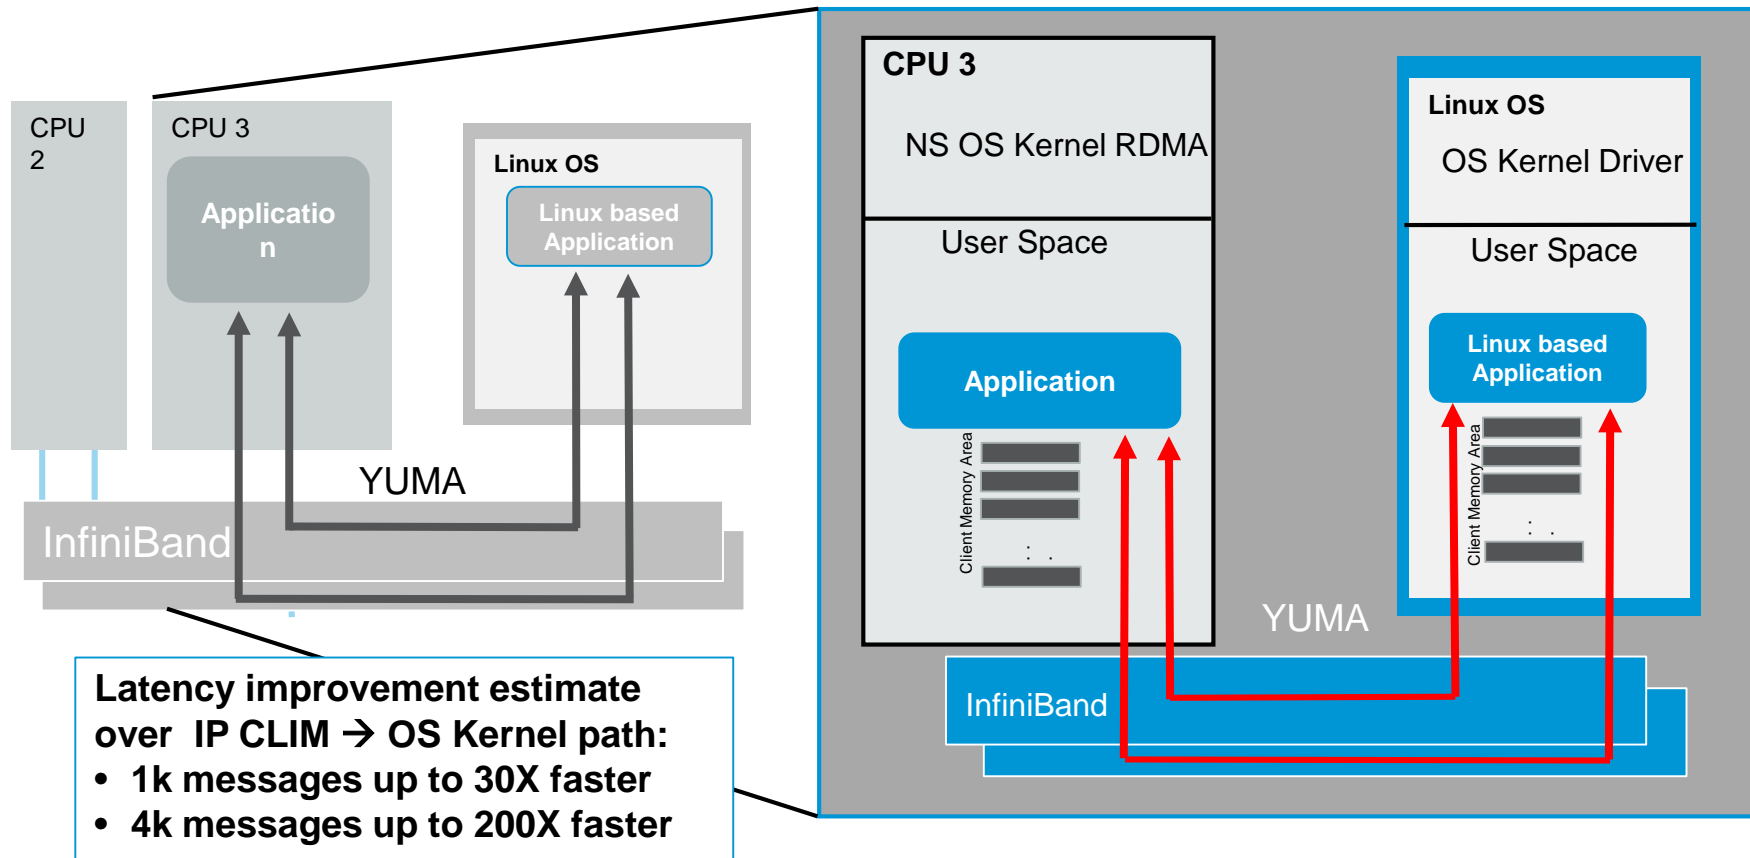 CPU
2
CPU 3
Applicatio
n
Linux OS
Linux based
Application
YUMA
InfiniBand
Latency improvement estimate
over IP CLIM → OS Kernel path:
• 1k messages up to 30X faster
• 4k messages up to 200X faster
CPU 3
NS OS Kernel RDMA
User Space
Application
Client Memory Area
: .
Linux OS
OS Kernel Driver
User Space
Linux based
Application
Client Memory Area
: .
YUMA
InfiniBand